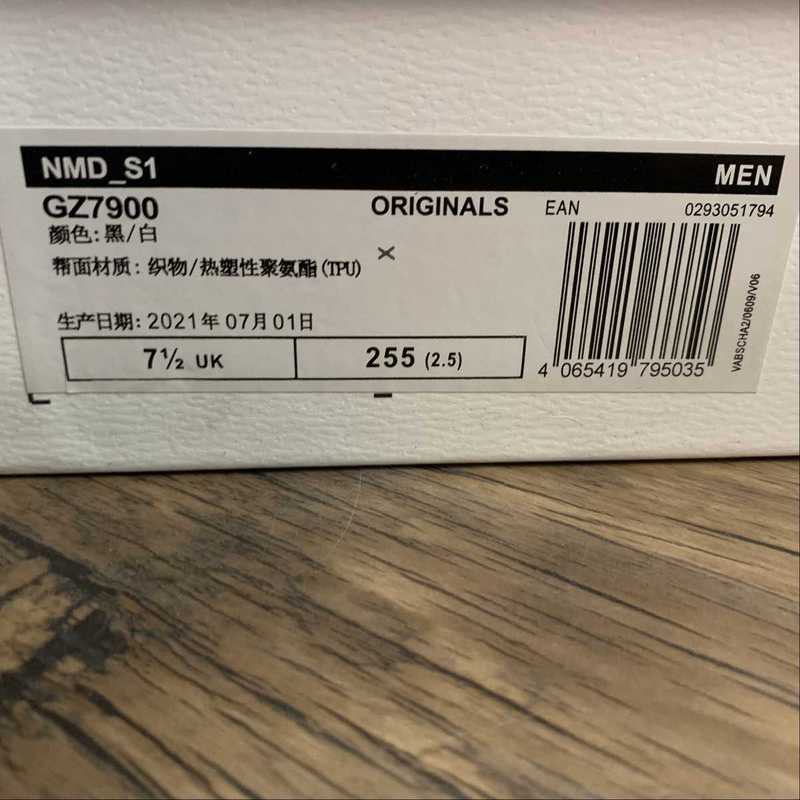 NMD_S1
MEN
GZ7900
ORIGINALS
EAN
0293051794
颜色:黑/白
×
帮面材质: 织物/热塑性聚氨酯(TPU)
生产日期: 2021年07月01日
7½ UK
255 (2.5)
4 065419 795035
VABSCHA2/0609/V06